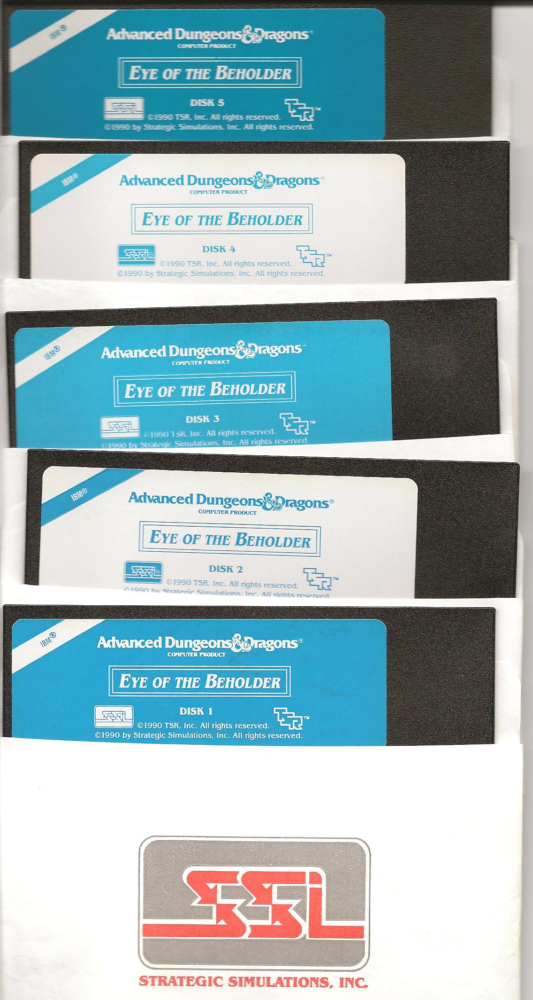 IBM®
Advanced Dungeons & Dragons®
COMPUTER PRODUCT
EYE OF THE BEHOLDER
DISK 5
SSI
TSR™
©1990 TSR, Inc. All rights reserved.
©1990 by Strategic Simulations, Inc. All rights reserved.
IBM®
Advanced Dungeons & Dragons®
COMPUTER PRODUCT
EYE OF THE BEHOLDER
DISK 4
SSI®
TSR™
©1990 TSR, Inc. All rights reserved.
©1990 by Strategic Simulations, Inc. All rights reserved.
IBM®
Advanced Dungeons & Dragons®
COMPUTER PRODUCT
EYE OF THE BEHOLDER
DISK 3
SSI
TSR™
©1990 TSR, Inc. All rights reserved.
©1990 by Strategic Simulations, Inc. All rights reserved.
IBM®
Advanced Dungeons & Dragons®
COMPUTER PRODUCT
EYE OF THE BEHOLDER
DISK 2
SSI®
TSR™
©1990 TSR, Inc. All rights reserved.
©1990 by Strategic Simulations, Inc. All rights reserved.
IBM®
Advanced Dungeons & Dragons®
COMPUTER PRODUCT
EYE OF THE BEHOLDER
DISK 1
SSI
TSR™
©1990 TSR, Inc. All rights reserved.
©1990 by Strategic Simulations, Inc. All rights reserved.
SSI
STRATEGIC SIMULATIONS, INC.